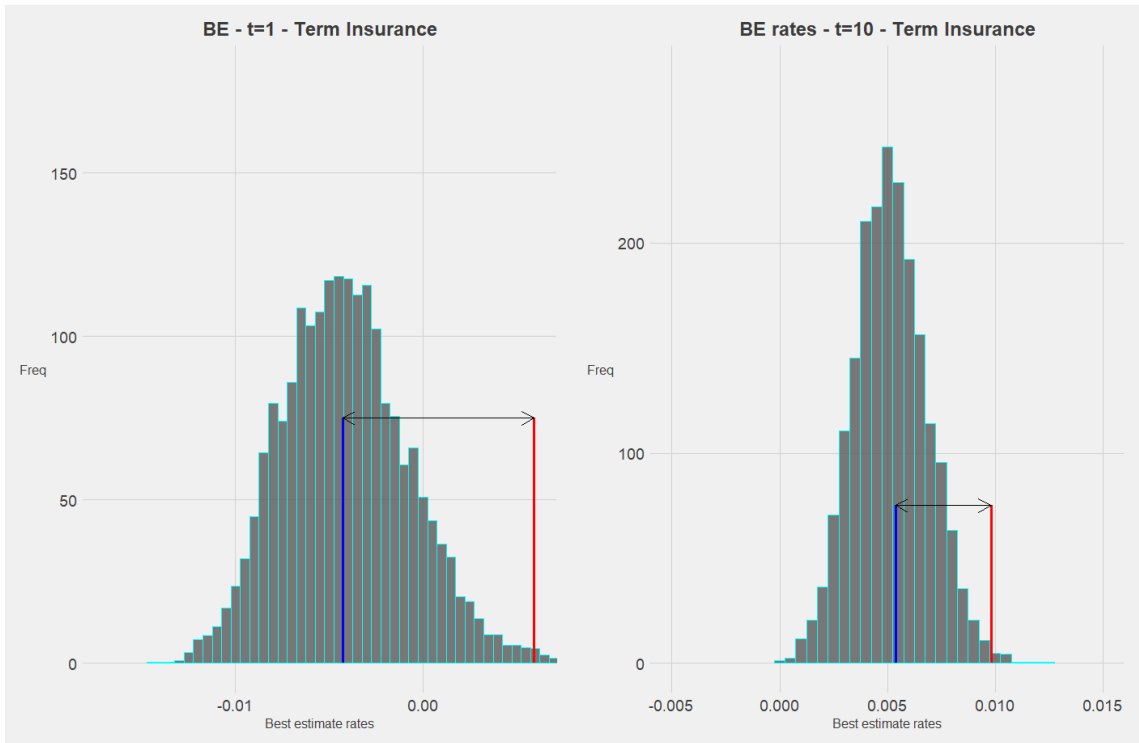 BE - t=1 - Term Insurance
150
100
Freq
50
0
-0.01 0.00
Best estimate rates
BE rates - t=10 - Term Insurance
200
Freq
100
0
-0.005 0.000 0.005 0.010 0.015
Best estimate rates